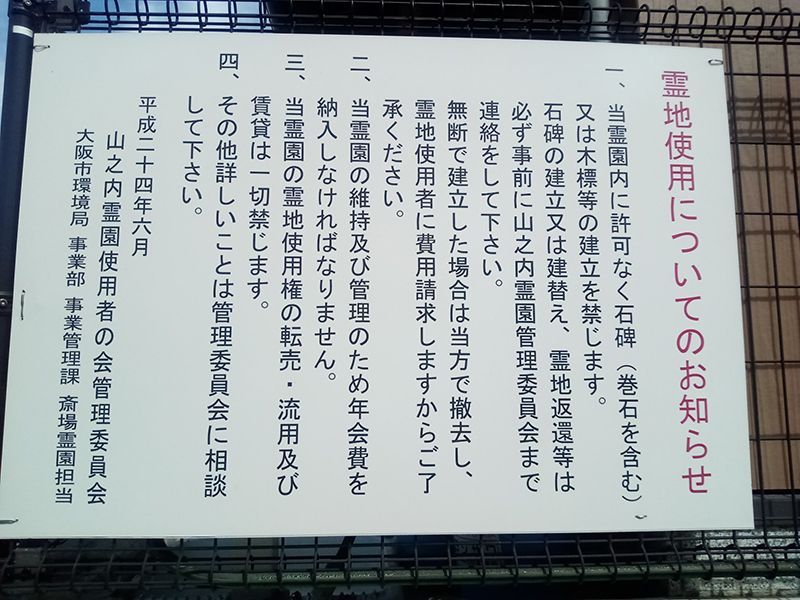 霊地使用についてのお知らせ
一、当霊園内に許可なく石碑（巻石を含む）
又は木標等の建立を禁じます。
石碑の建立又は建替え、霊地返還等は
必ず事前に山之内霊園管理委員会まで
連絡をして下さい。
無断で建立した場合は当方で撤去し、
霊地使用者に費用請求しますからご了
承ください。
二、当霊園の維持及び管理のため年会費を
納入しなければなりません。
三、当霊園の霊地使用権の転売・流用及び
賃貸は一切禁じます。
四、その他詳しいことは管理委員会に相談
して下さい。
平成二十四年六月
山之内霊園使用者の会管理委員会
大阪市環境局 事業部 事業管理課 斎場霊園担当